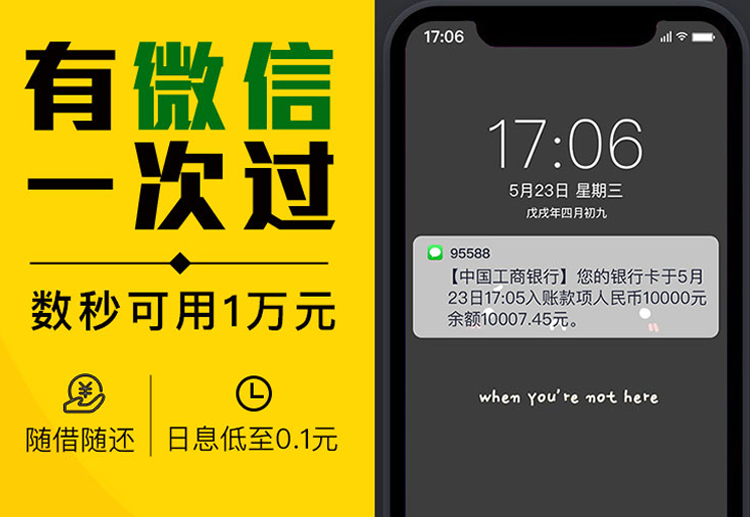 有微信
一次过
数秒可用1万元
随借随还
日息低至0.1元
17:06
17:06
5月23日 星期三
戊戌年四月初九
95588
【中国工商银行】您的银行卡于5月
23日17:05入账款项人民币10000元
余额10007.45元。
when you're not here